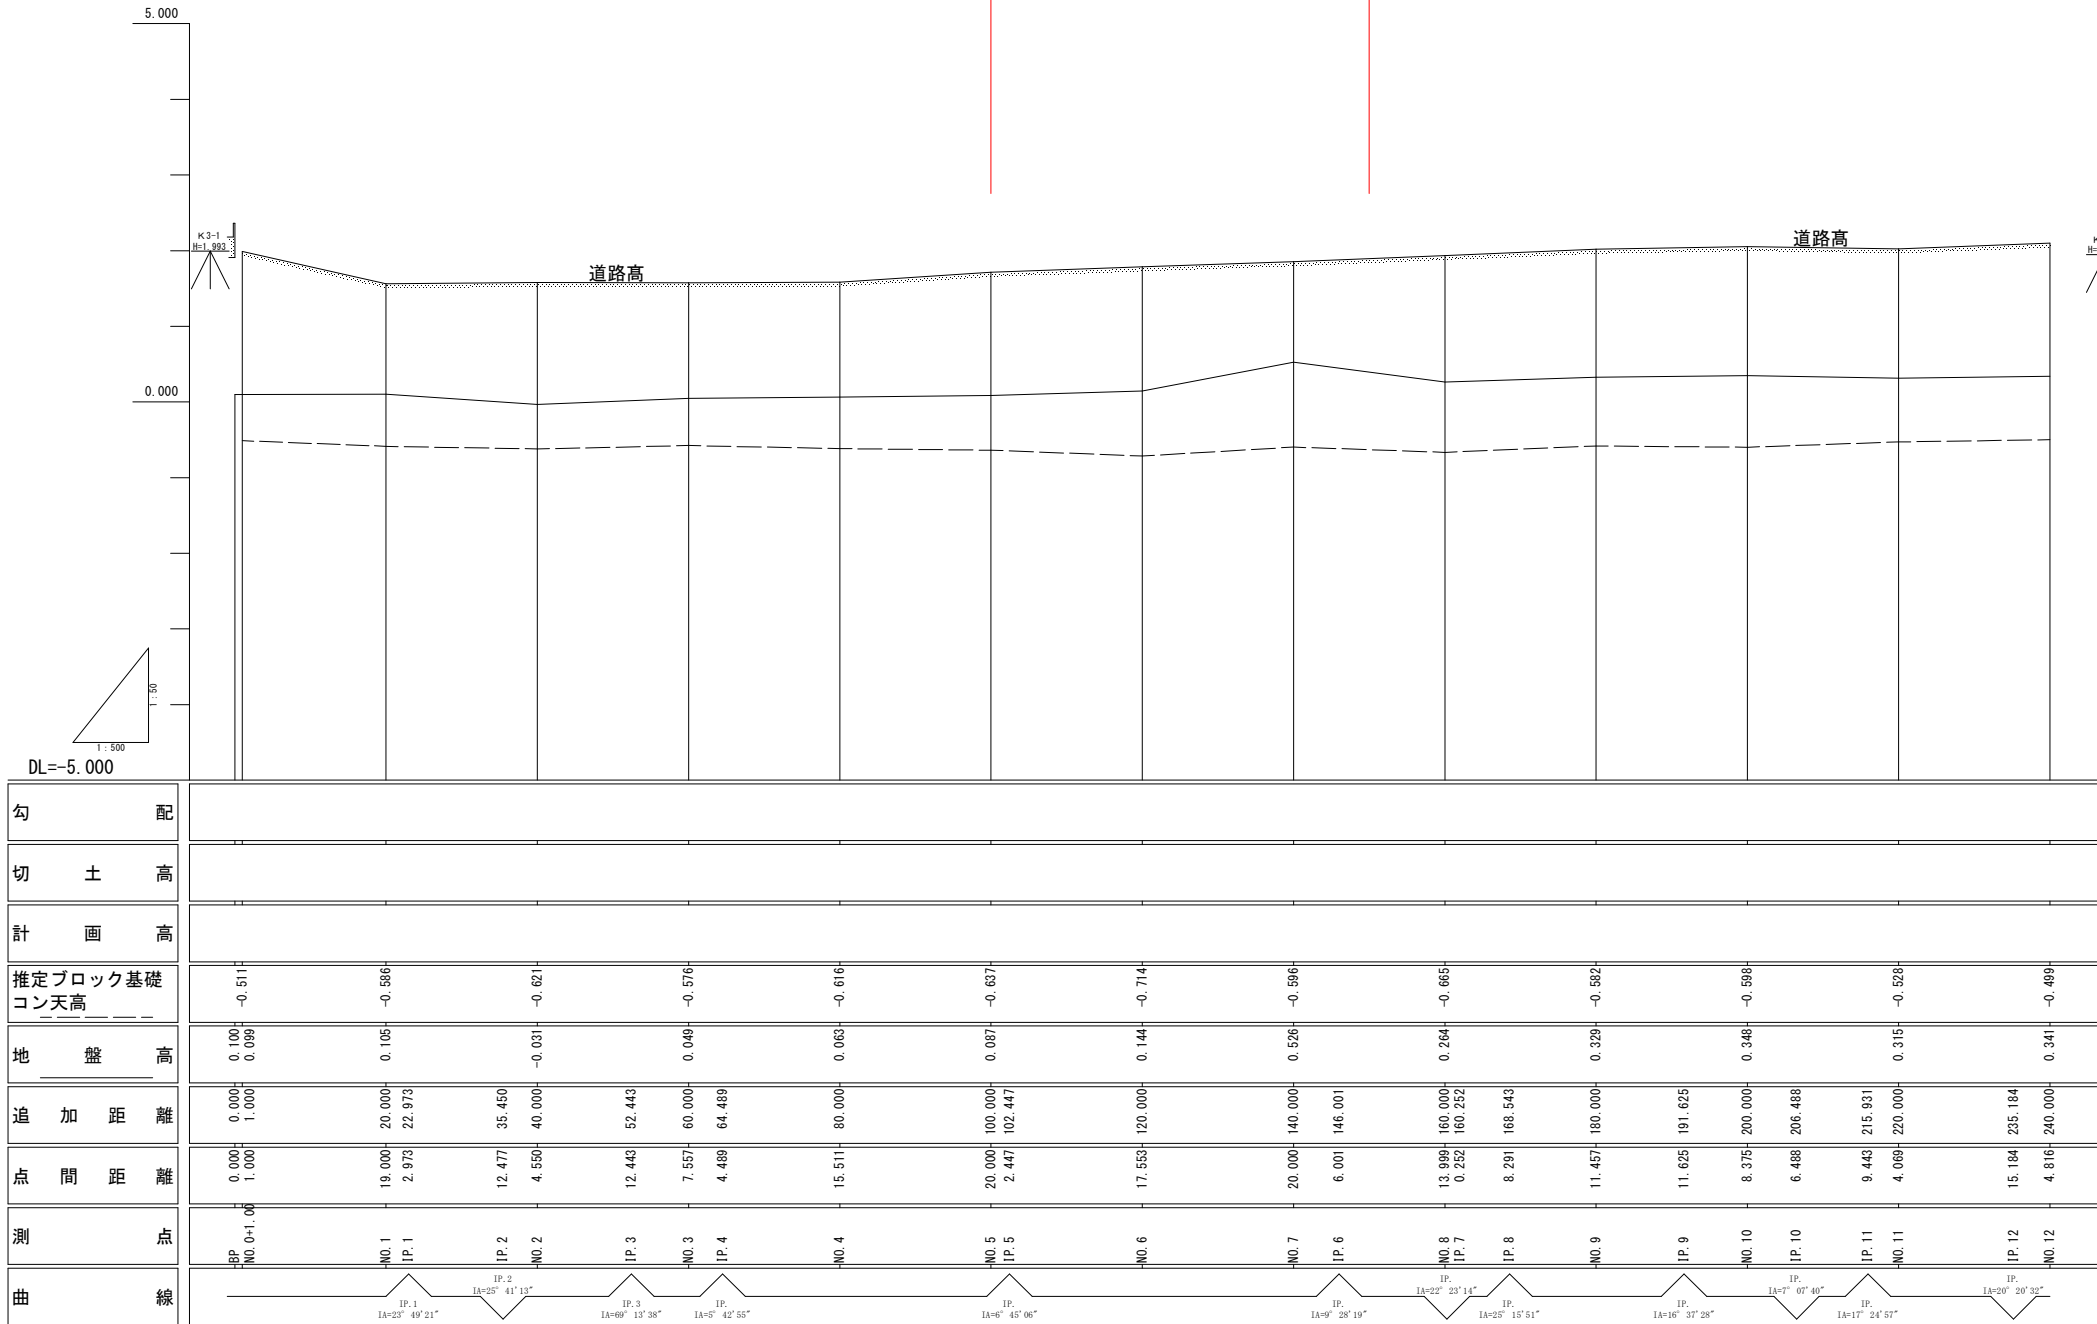 5.000
K3-1
H=1.993
道路高
道路高
0.000
1:50
1:500
DL=-5.000
勾 配
切 土 高
計 画 高
推定ブロック基礎
コン天高
-0.511 -0.586 -0.621 -0.576 -0.616 -0.637 -0.714 -0.596 -0.665 -0.582 -0.598 -0.528 -0.499
地 盤 高
0.100 0.099 0.105 -0.031 0.049 0.063 0.087 0.144 0.526 0.264 0.329 0.348 0.315 0.341
追 加 距 離
0.000 1.000 20.000 22.973 35.450 40.000 52.443 60.000 64.489 80.000 100.000 102.447 120.000 140.000 146.001 160.000 160.252 168.543 180.000 191.625 200.000 206.488 215.931 220.000 235.184 240.000
点 間 距 離
0.000 1.000 19.000 2.973 12.477 4.550 12.443 7.557 4.489 15.511 20.000 2.447 17.553 20.000 6.001 13.999 0.252 8.291 11.457 11.625 8.375 6.488 9.443 4.069 15.184 4.816
測 点
BP NO.0+1.00 NO.1 IP.1 IP.2 NO.2 IP.3 NO.3 IP.4 NO.4 NO.5 IP.5 NO.6 NO.7 IP.6 NO.8 IP.7 IP.8 NO.9 IP.9 NO.10 IP.10 IP.11 NO.11 IP.12 NO.12
曲 線
IP.1
IA=23°49'21"
IP.2
IA=25°41'13"
IP.3
IA=69°13'38"
IP.
IA=5°42'55"
IP.
IA=6°45'06"
IP.
IA=9°28'19"
IP.
IA=22°23'14"
IP.
IA=25°15'51"
IP.
IA=16°37'28"
IP.
IA=7°07'40"
IP.
IA=17°24'57"
IP.
IA=20°20'32"